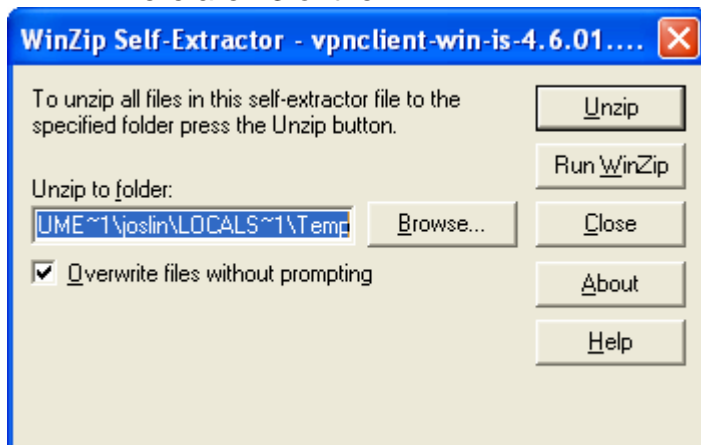 WinZip Self-Extractor - vpnclient-win-is-4.6.01....
To unzip all files in this self-extractor file to the
specified folder press the Unzip button.
Unzip
Run WinZip
Unzip to folder:
UME~1\joslin\LOCALS~1\Temp
Browse...
Close
Overwrite files without prompting
About
Help